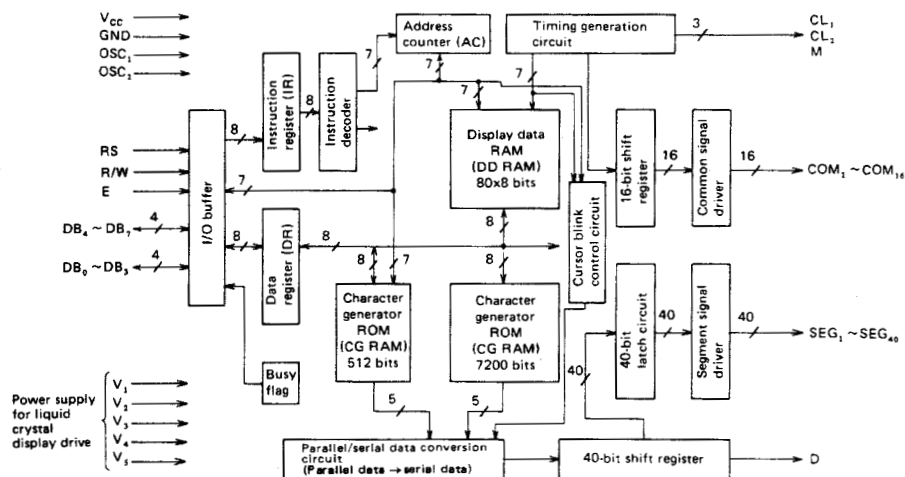 V_CC
GND
OSC₁
OSC₂
RS
R/W
E
DB₄ ~ DB₇
4
DB₀ ~ DB₃
4
Power supply
for liquid
crystal
display drive
V₁
V₂
V₃
V₄
V₅
I/O buffer
8
Instruction
register (IR)
8
Instruction
decoder
7
Address
counter (AC)
7
Timing generation
circuit
3
CL₁
CL₂
M
7
7
Display data
RAM
(DD RAM)
80x8 bits
8
7
8
Data
register (DR)
8
Busy
flag
8
7
Character
generator
ROM
(CG RAM)
512 bits
5
8
Character
generator
ROM
(CG RAM)
7200 bits
5
Cursor blink
control circuit
16-bit shift
register
16
Common signal
driver
16
COM₁ ~ COM₁₆
40
40-bit
latch circuit
40
Segment signal
driver
40
SEG₁ ~ SEG₄₀
Parallel/serial data conversion
circuit
(Parallel data → serial data)
40-bit shift register
D